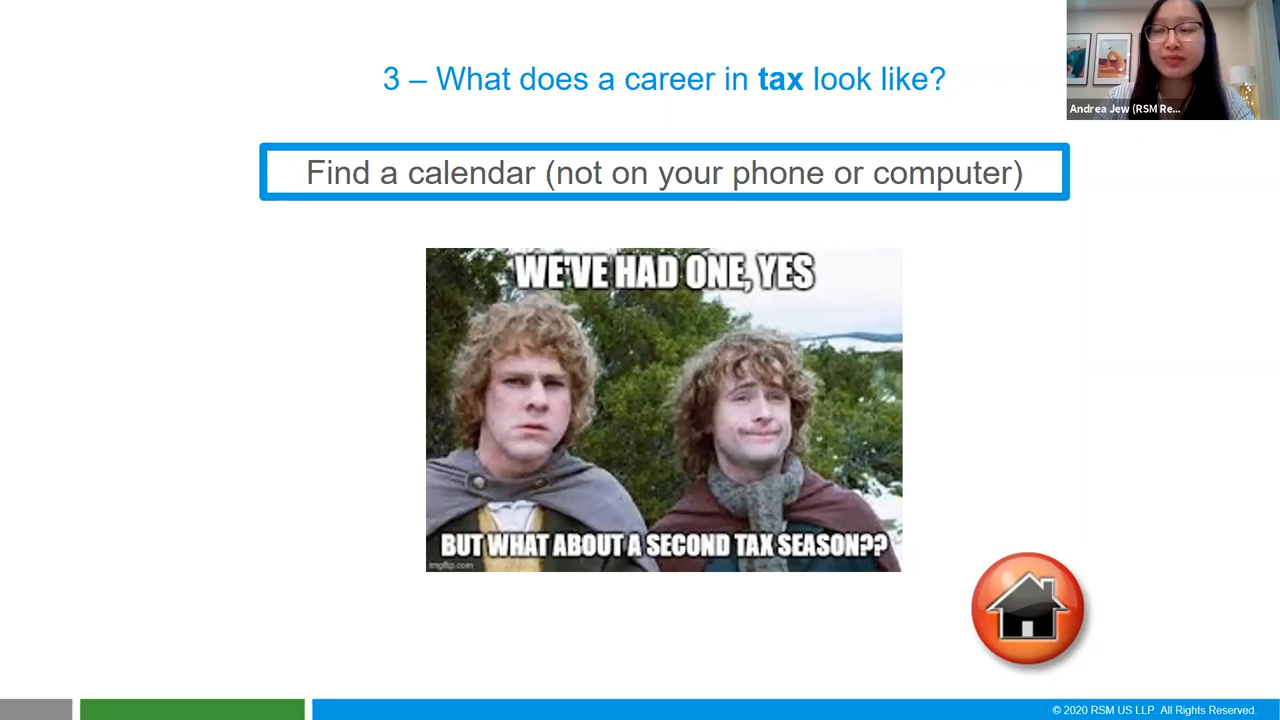 3 – What does a career in tax look like?
Andrea Jew (RSM Re...
Find a calendar (not on your phone or computer)
WE'VE HAD ONE, YES
BUT WHAT ABOUT A SECOND TAX SEASON??
imgflip.com
© 2020 RSM US LLP. All Rights Reserved.